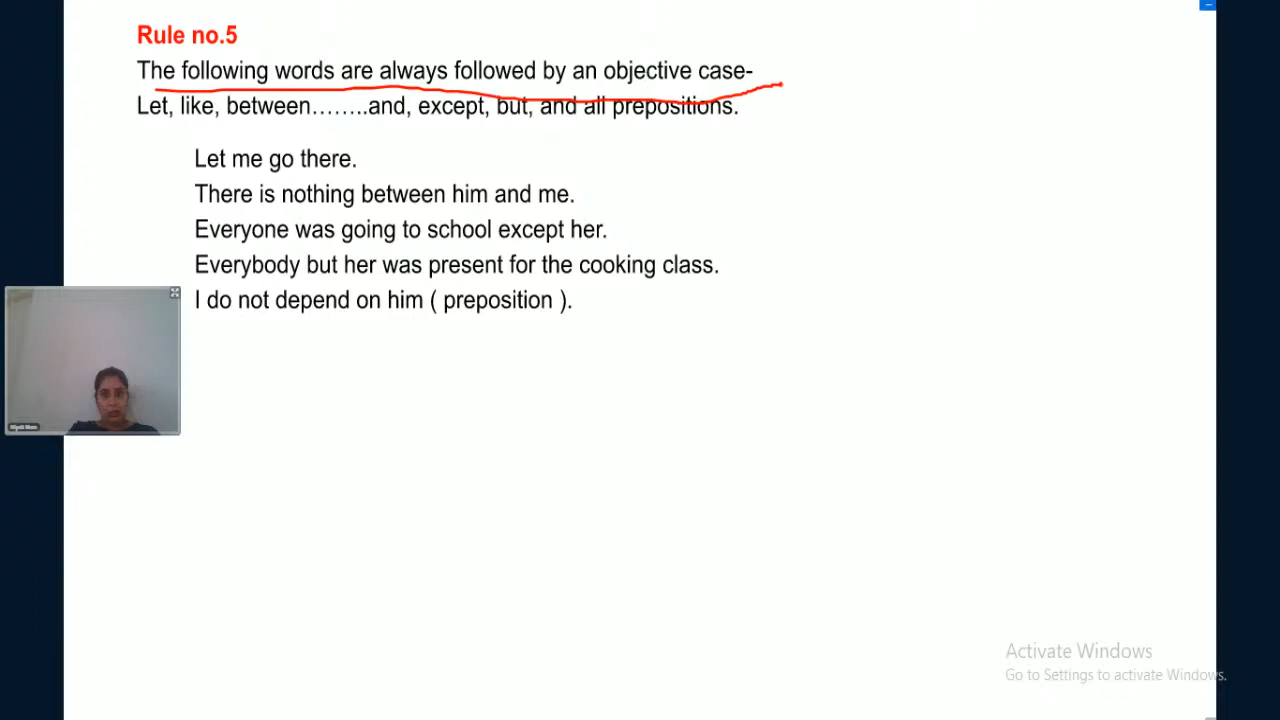 Rule no.5
The following words are always followed by an objective case-
Let, like, between........and, except, but, and all prepositions.
Let me go there.
There is nothing between him and me.
Everyone was going to school except her.
Everybody but her was present for the cooking class.
I do not depend on him ( preposition ).
Activate Windows
Go to Settings to activate Windows.